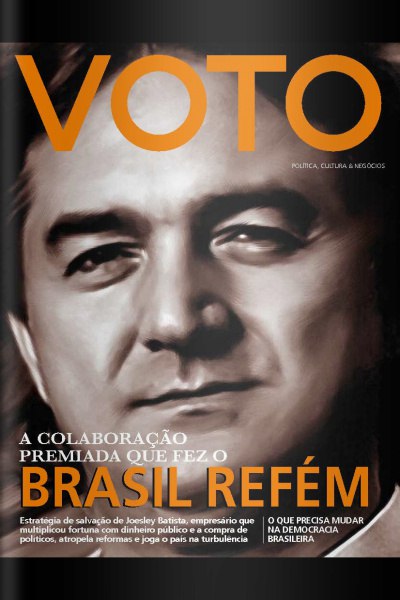 VOTO
POLÍTICA, CULTURA & NEGÓCIOS
A COLABORAÇÃO
PREMIADA QUE FEZ O
BRASIL REFÉM
Estratégia de salvação de Joesley Batista, empresário que
multiplicou fortuna com dinheiro público e a compra de
políticos, atropela reformas e joga o país na turbulência
O QUE PRECISA MUDAR
NA DEMOCRACIA
BRASILEIRA